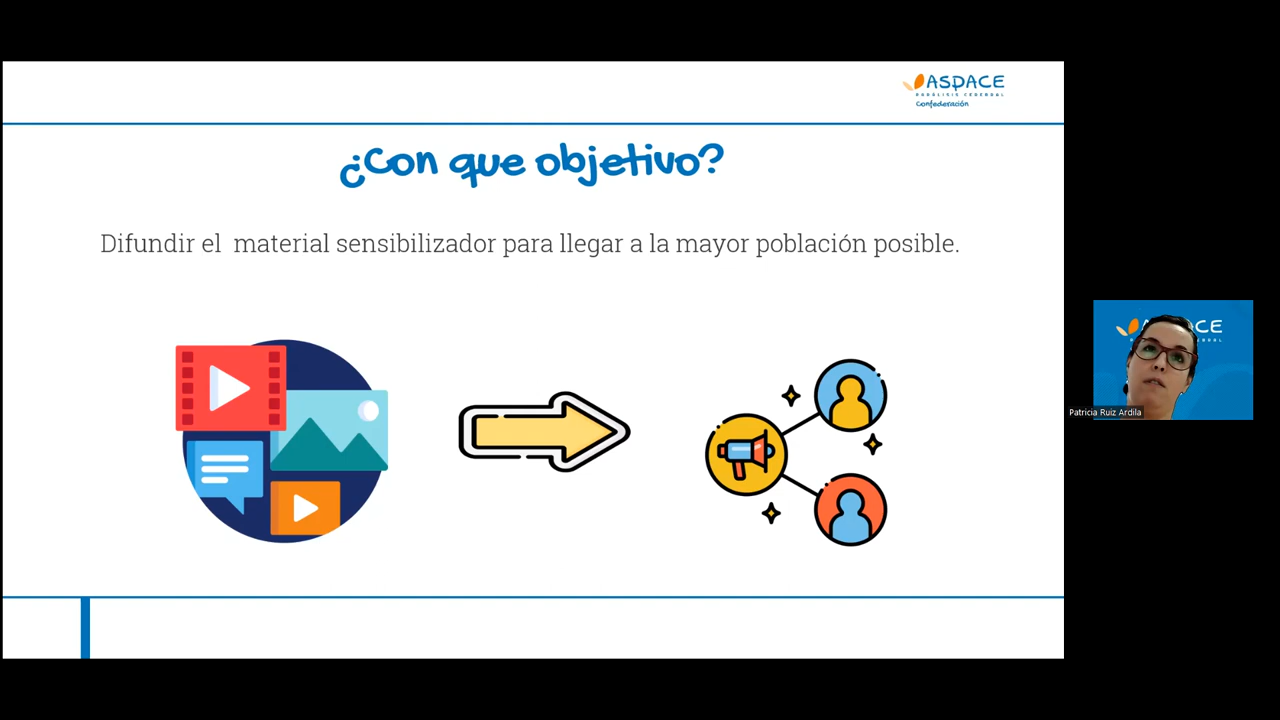 ASPACE
PARÁLISIS CEREBRAL
Confederación
¿Con que objetivo?
Difundir el  material sensibilizador para llegar a la mayor población posible.
Patricia Ruiz Ardila